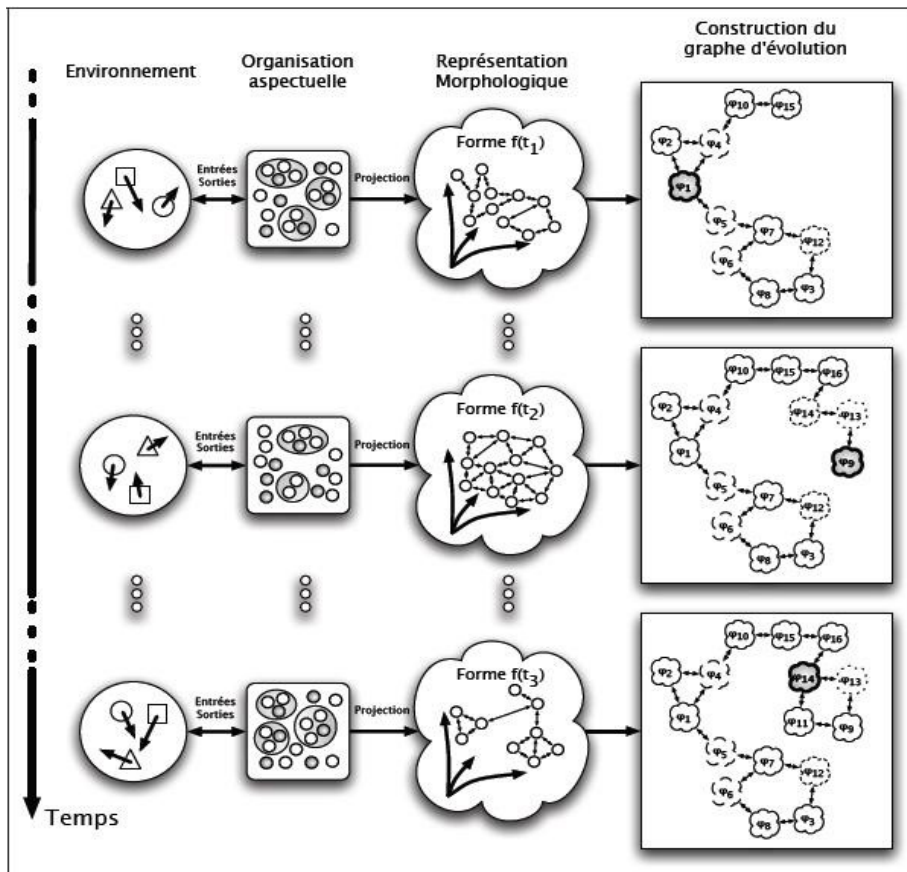 Environnement
Organisation
aspectuelle
Représentation
Morphologique
Construction du
graphe d'évolution
Entrées
Sorties
Projection
Forme f(t1)
φ10
φ15
φ2
φ4
φ1
φ5
φ7
φ12
φ6
φ8
φ3
Entrées
Sorties
Projection
Forme f(t2)
φ10
φ15
φ16
φ2
φ4
φ14
φ13
φ1
φ9
φ5
φ7
φ12
φ6
φ8
φ3
Entrées
Sorties
Projection
Forme f(t3)
φ10
φ15
φ16
φ2
φ4
φ14
φ13
φ1
φ11
φ9
φ5
φ7
φ12
φ6
φ8
φ3
Temps